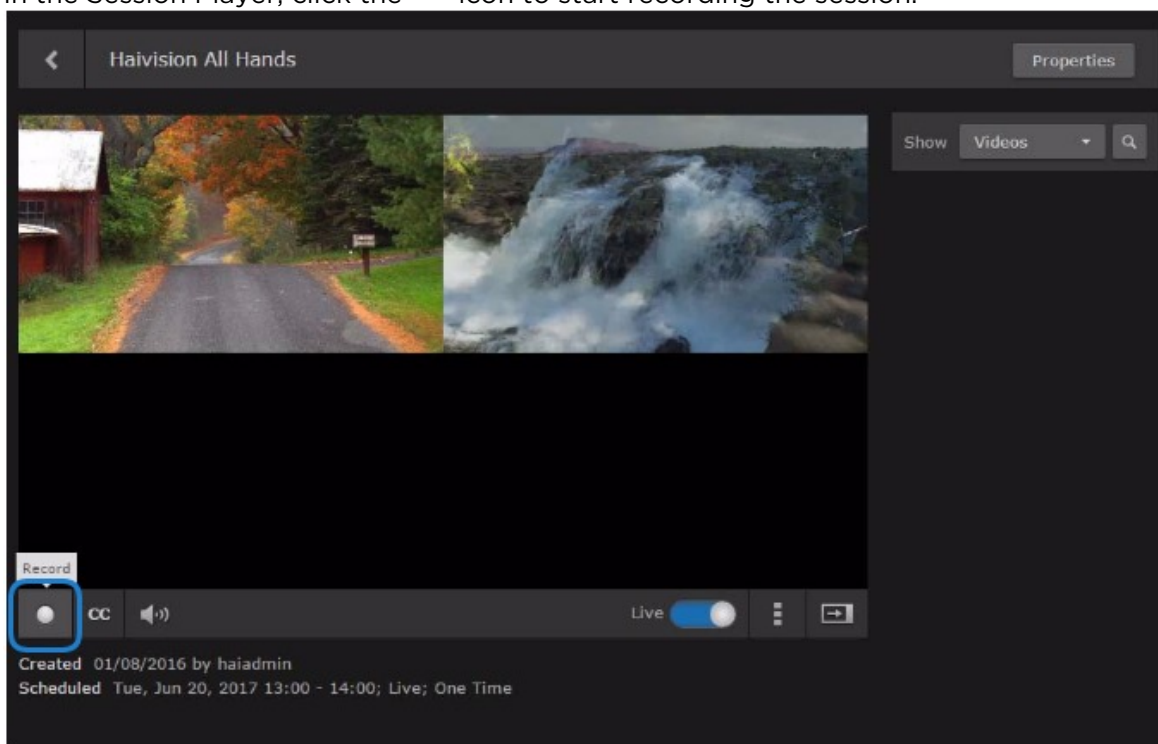 in the Session Player, click the icon to start recording the session.
Haivision All Hands
Properties
Show Videos
Record
CC
Live
Created 01/08/2016 by haiadmin
Scheduled Tue, Jun 20, 2017 13:00 - 14:00; Live; One Time